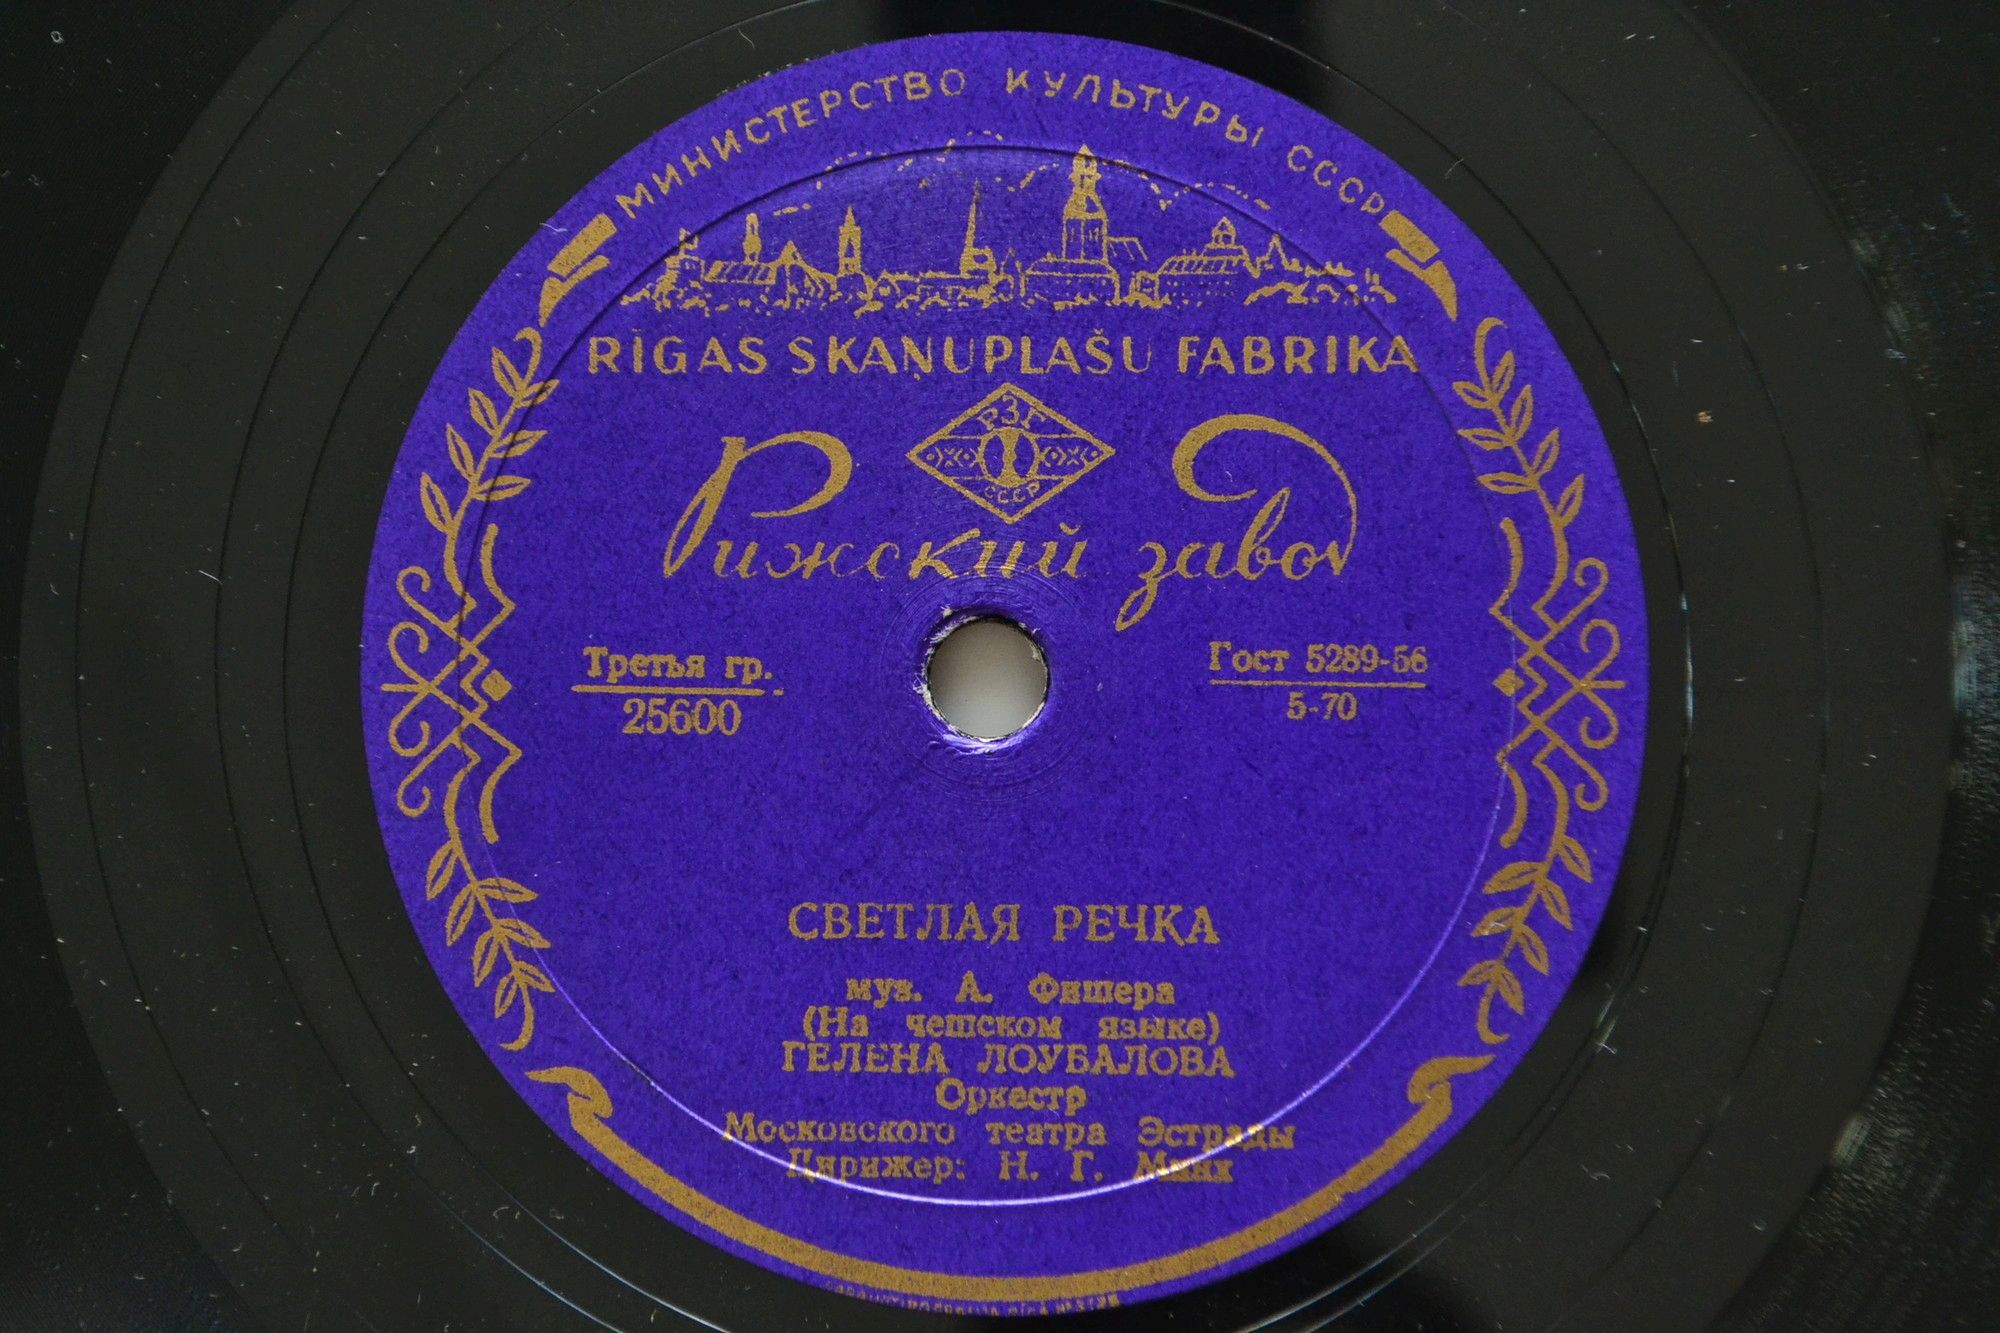 МИНИСТЕРСТВО КУЛЬТУРЫ СССР
RĪGAS SKAŅUPLAŠU FABRIKA
РЗГ
1
СССР
Рижский завод
Третья гр.
25600
Гост 5289-56
5-70
СВЕТЛАЯ РЕЧКА
муз. А. Фишера
(На чешском языке)
ГЕЛЕНА ЛОУБАЛОВА
Оркестр
Московского театра Эстрады
Дирижер: Н. Г. Минх